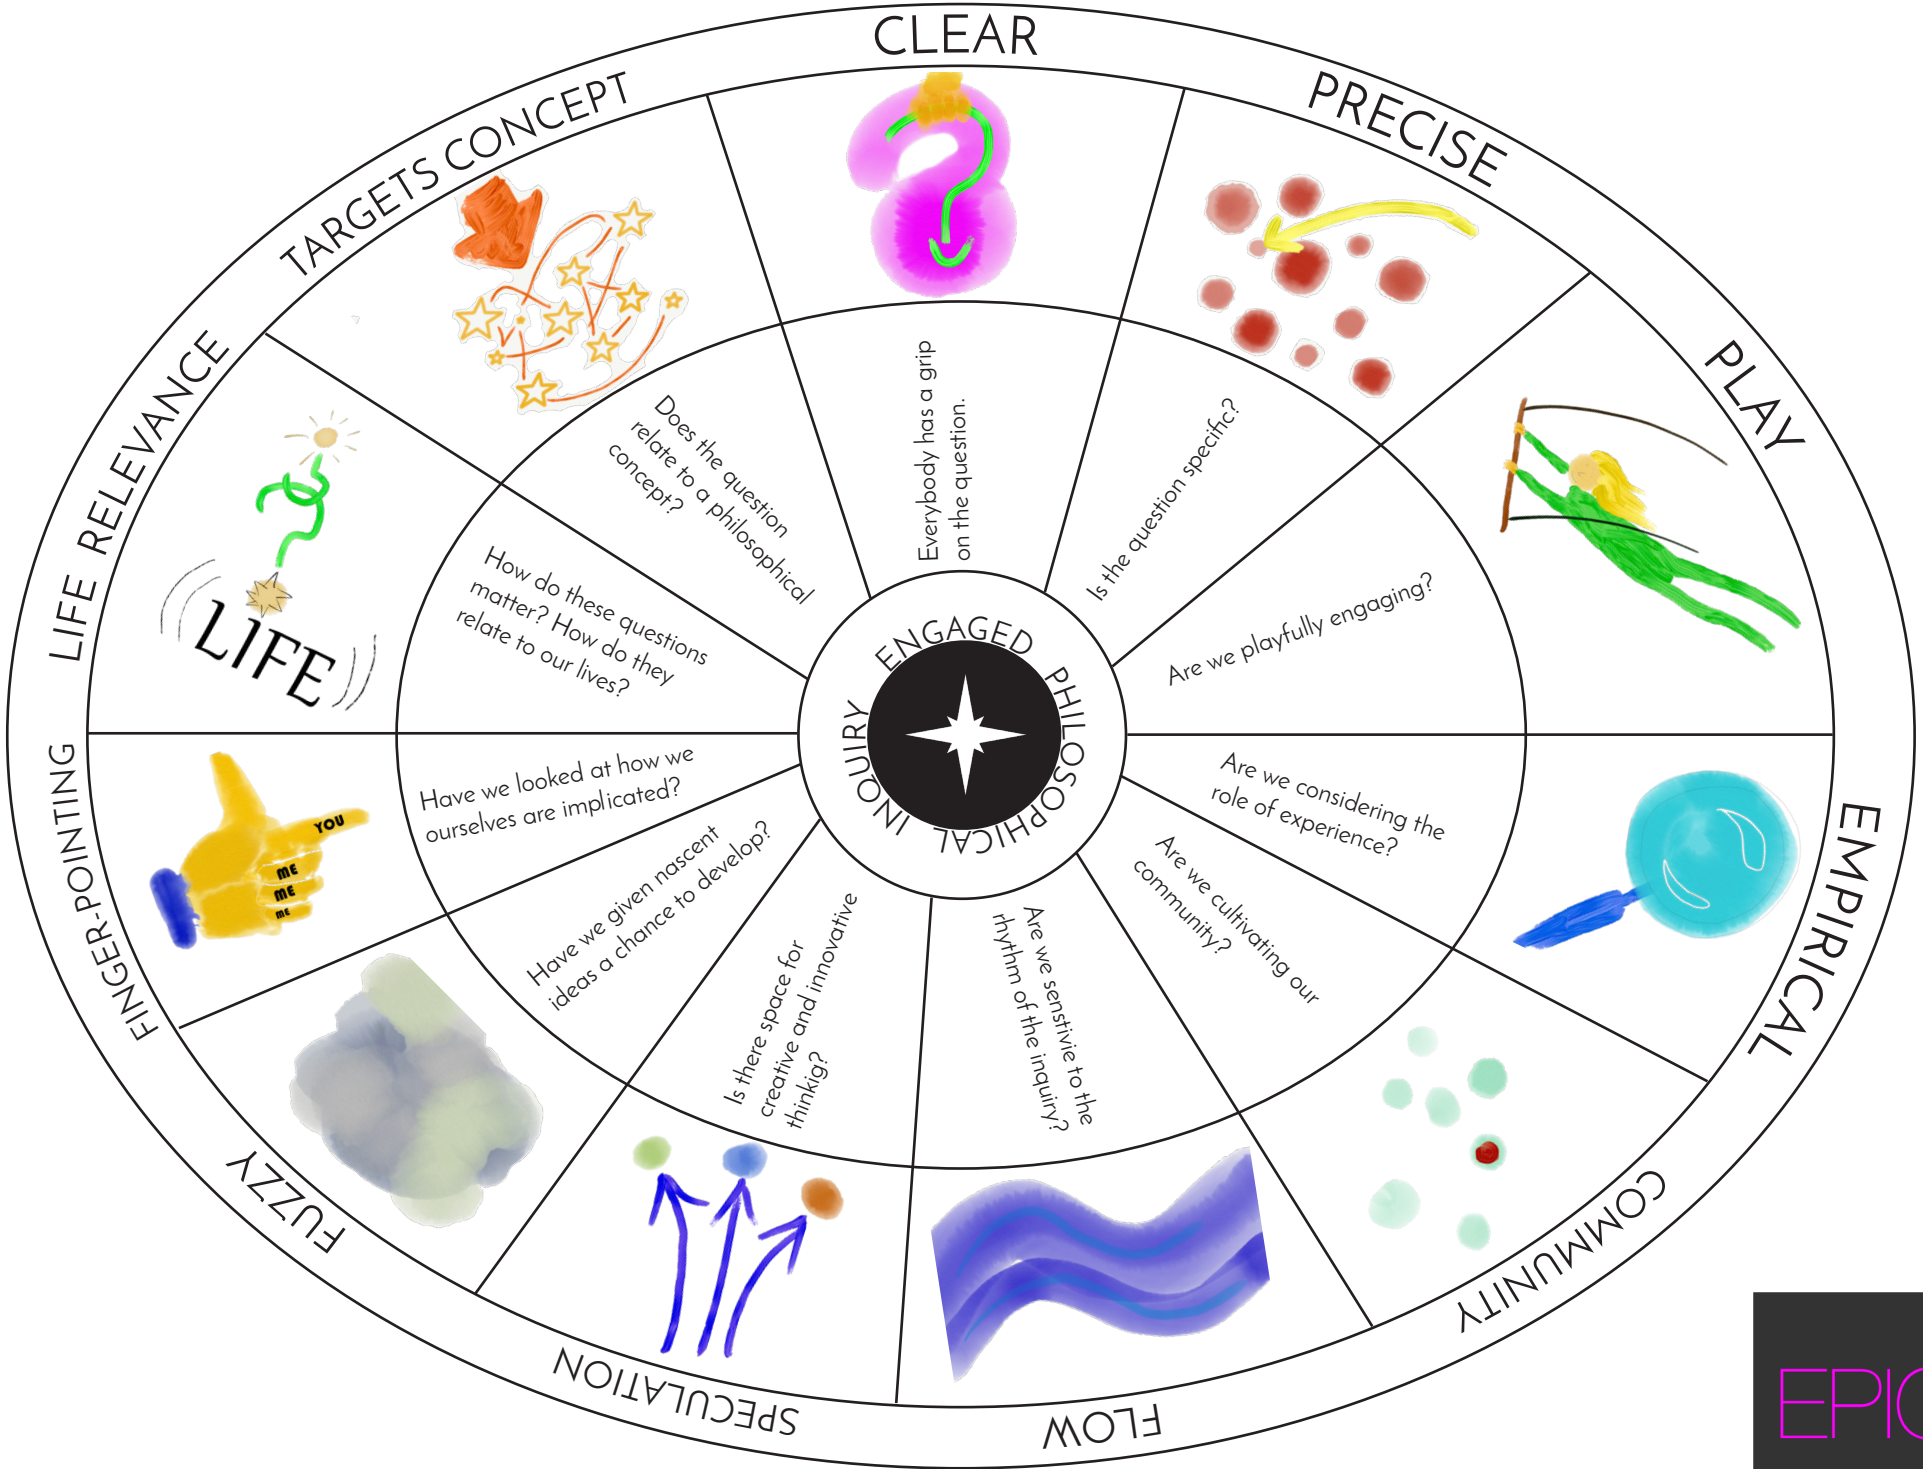 CLEAR
PRECISE
PLAY
EMPIRICAL
COMMUNITY
FLOW
SPECULATION
FUZZY
FINGER-POINTING
LIFE RELEVANCE
TARGETS CONCEPT
Everybody has a grip
on the question.
Is the question specific?
Are we playfully engaging?
Are we considering the
role of experience?
Are we cultivating our
community?
Are we senstivie to the
rhythm of the inquiry?
Is there space for
creative and innovative
thinkig?
Have we given nascent
ideas a chance to develop?
Have we looked at how we
ourselves are implicated?
How do these questions
matter? How do they
relate to our lives?
Does the question
relate to a philosophical
concept?
LIFE
YOU
ME
ME
ME
ENGAGED PHILOSOPHICAL INQUIRY
EPIC